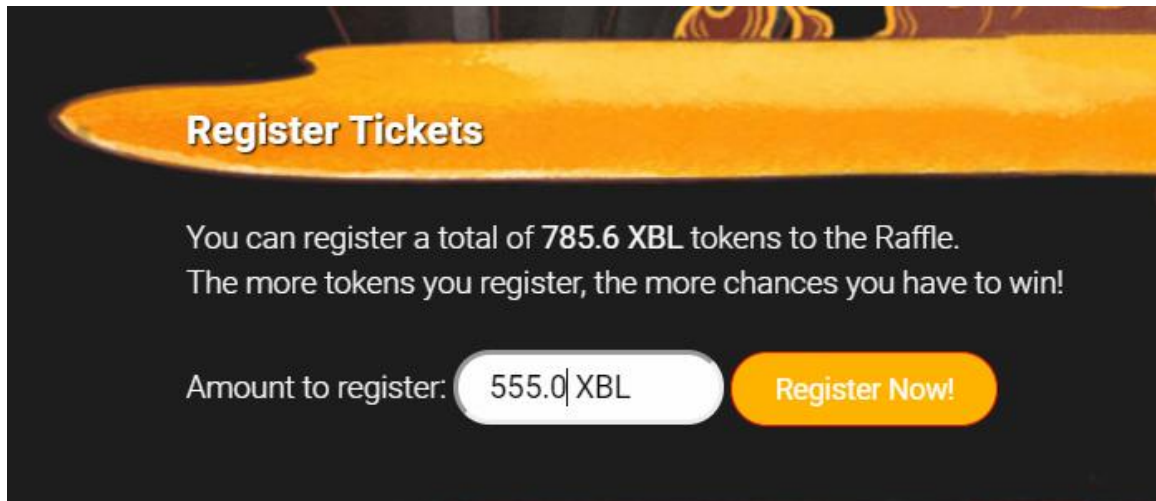 Register Tickets
You can register a total of 785.6 XBL tokens to the Raffle.
The more tokens you register, the more chances you have to win!
Amount to register: 555.0 XBL Register Now!